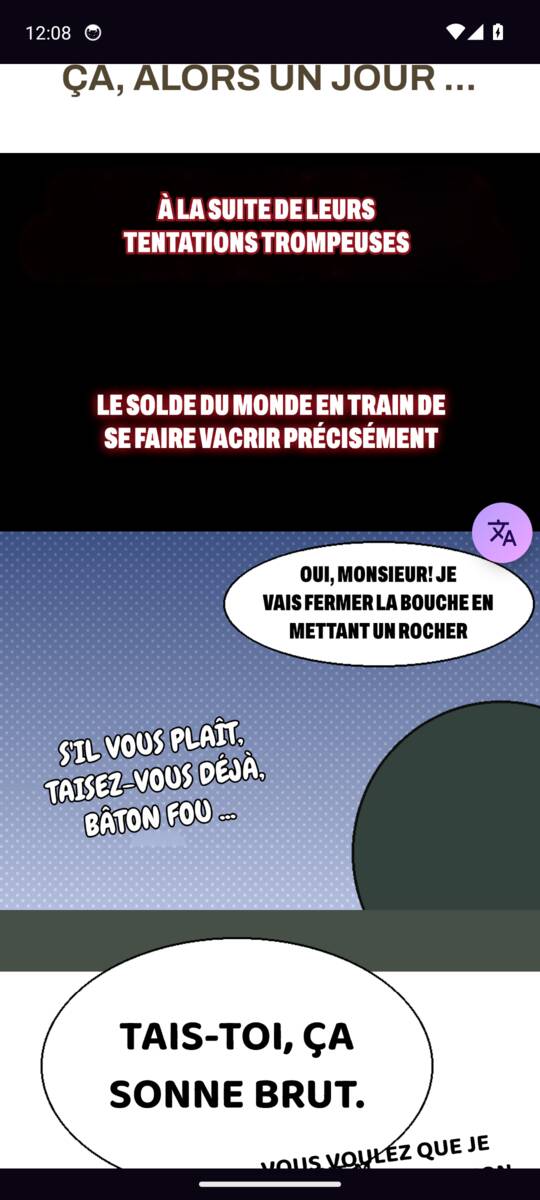 12:08
ÇA, ALORS UN JOUR ...
À LA SUITE DE LEURS
TENTATIONS TROMPEUSES
LE SOLDE DU MONDE EN TRAIN DE
SE FAIRE VACRIR PRÉCISÉMENT
OUI, MONSIEUR! JE
VAIS FERMER LA BOUCHE EN
METTANT UN ROCHER
S'IL VOUS PLAÎT,
TAISEZ-VOUS DÉJÀ,
BÂTON FOU ...
TAIS-TOI, ÇA
SONNE BRUT.
VOUS VOULEZ QUE JE